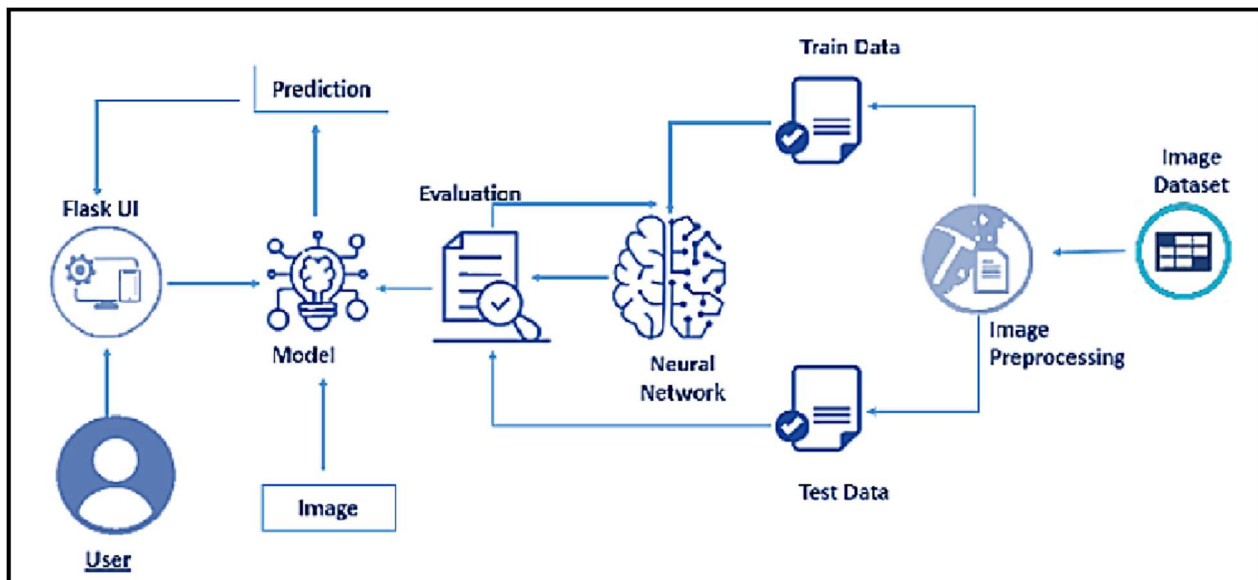 Train Data
Prediction
Image
Dataset
Evaluation
Flask UI
Image
Preprocessing
Model
Neural
Network
Image
Test Data
User